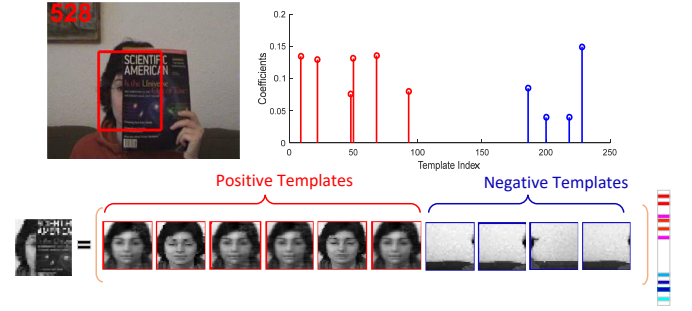 528
SCIENTIFIC
AMERICAN
Is the Universe
Coefficients
0.2
0.15
0.1
0.05
0
0
50
100
150
200
250
Template Index
Positive Templates
Negative Templates
=